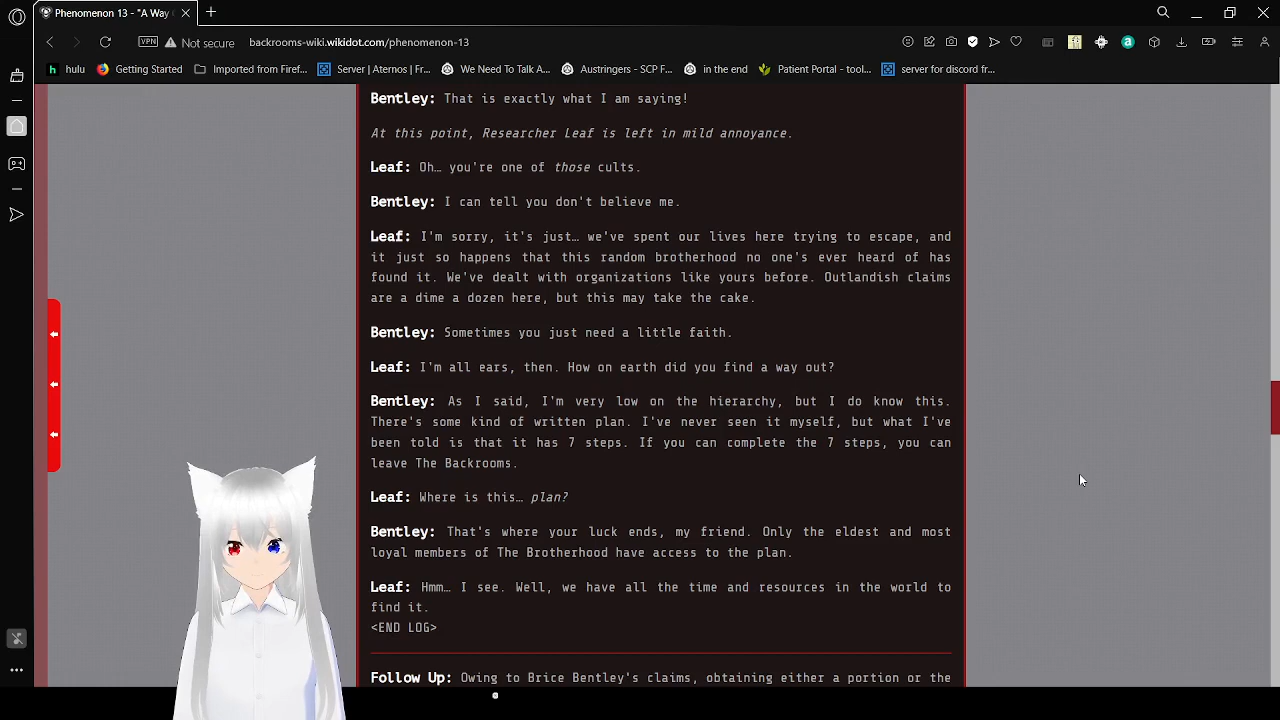 Phenomenon 13 - "A Way
VPN Not secure backrooms-wiki.wikidot.com/phenomenon-13
hulu Getting Started Imported from Firef... Server | Aternos | Fr... We Need To Talk A... Austringers - SCP F... in the end Patient Portal - tool... server for discord fr...
Bentley: That is exactly what I am saying!
At this point, Researcher Leaf is left in mild annoyance.
Leaf: Oh… you're one of those cults.
Bentley: I can tell you don't believe me.
Leaf: I'm sorry, it's just… we've spent our lives here trying to escape, and
it just so happens that this random brotherhood no one's ever heard of has
found it. We've dealt with organizations like yours before. Outlandish claims
are a dime a dozen here, but this may take the cake.
Bentley: Sometimes you just need a little faith.
Leaf: I'm all ears, then. How on earth did you find a way out?
Bentley: As I said, I'm very low on the hierarchy, but I do know this.
There's some kind of written plan. I've never seen it myself, but what I've
been told is that it has 7 steps. If you can complete the 7 steps, you can
leave The Backrooms.
Leaf: Where is this… plan?
Bentley: That's where your luck ends, my friend. Only the eldest and most
loyal members of The Brotherhood have access to the plan.
Leaf: Hmm… I see. Well, we have all the time and resources in the world to
find it.
<END LOG>
Follow Up: Owing to Brice Bentley's claims, obtaining either a portion or the